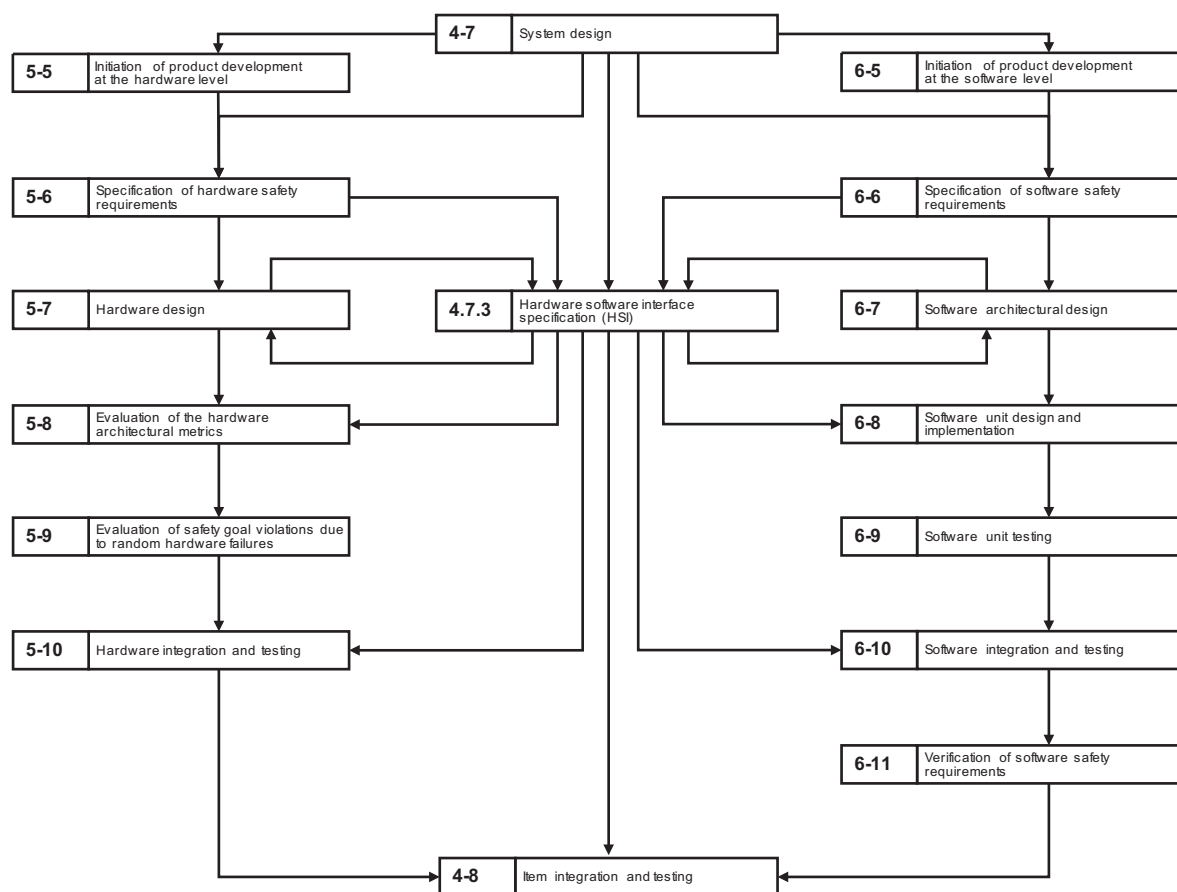 4-7 System design
5-5 Initiation of product development
at the hardware level
6-5 Initiation of product development
at the software level
5-6 Specification of hardware safety
requirements
6-6 Specification of software safety
requirements
5-7 Hardware design
4.7.3 Hardware software interface
specification (HSI)
6-7 Software architectural design
5-8 Evaluation of the hardware
architectural metrics
6-8 Software unit design and
implementation
5-9 Evaluation of safety goal violations due
to random hardware failures
6-9 Software unit testing
5-10 Hardware integration and testing
6-10 Software integration and testing
6-11 Verification of software safety
requirements
4-8 Item integration and testing